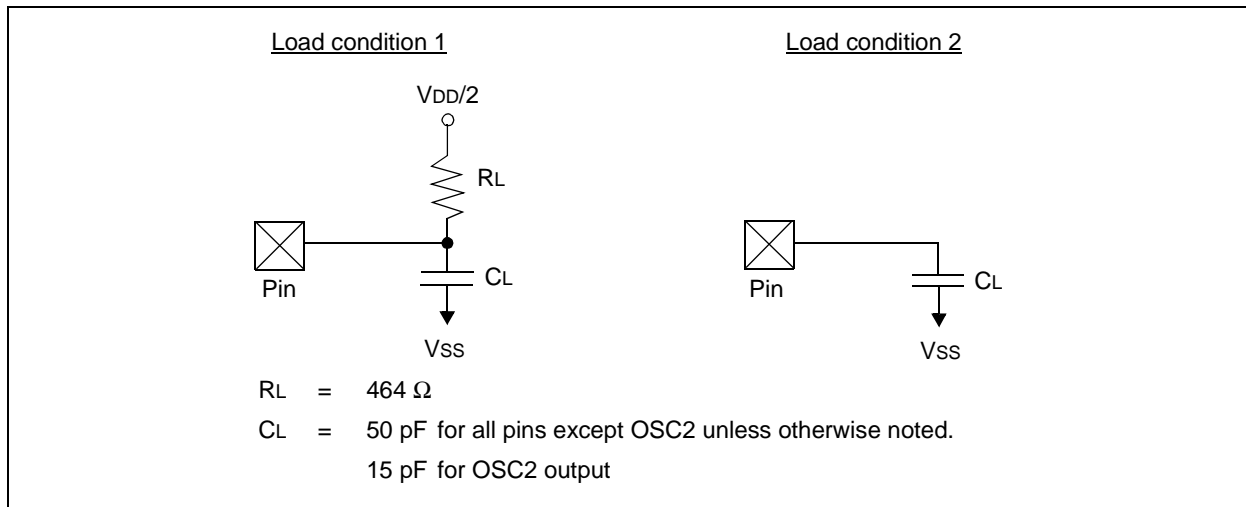 Load condition 1
VDD/2
RL
Pin
CL
VSS
Load condition 2
Pin
CL
VSS
RL = 464 Ω
CL = 50 pF for all pins except OSC2 unless otherwise noted.
15 pF for OSC2 output